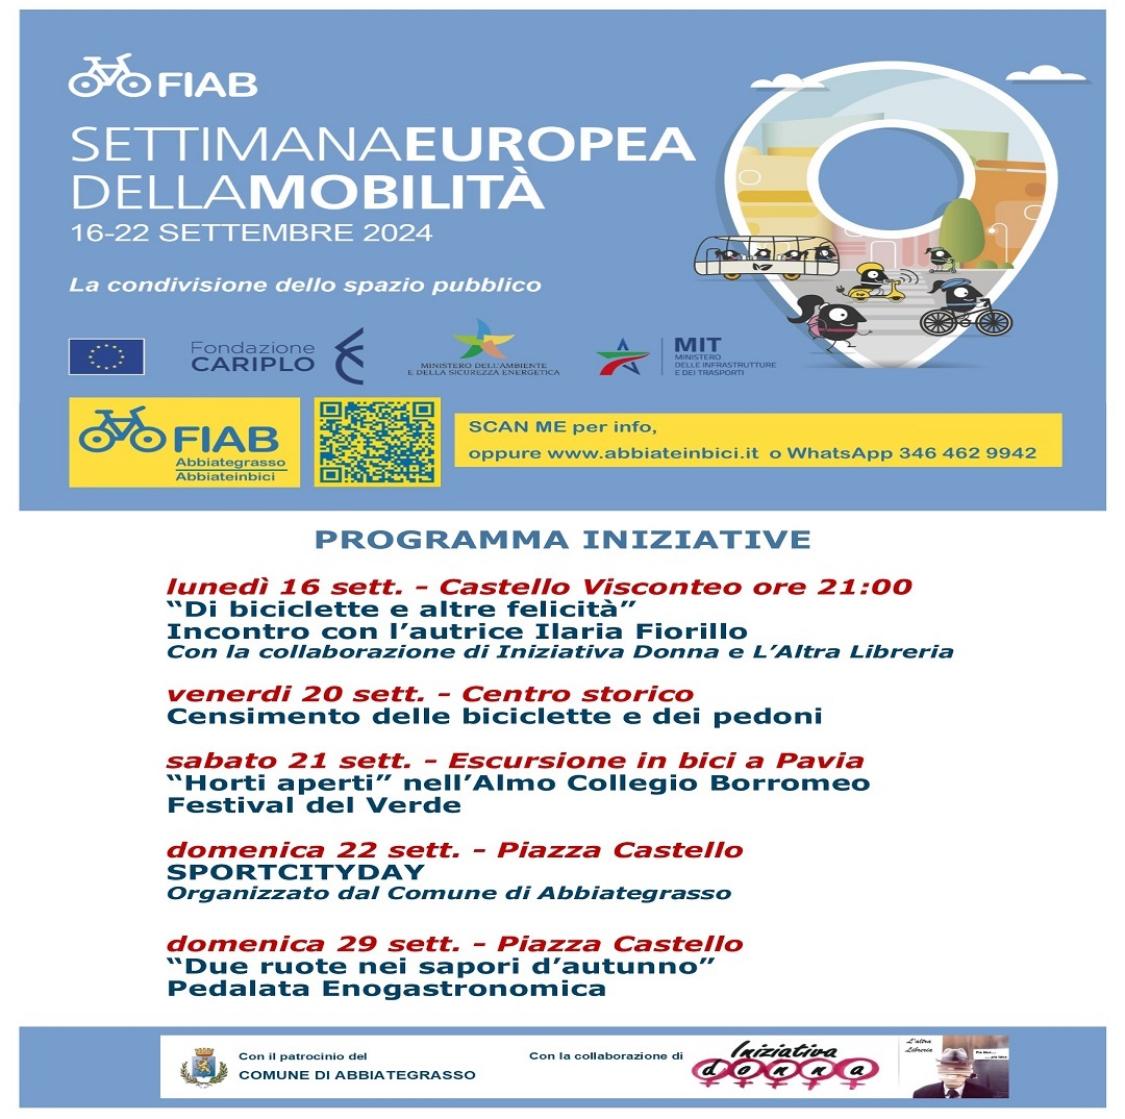 FIAB
SETTIMANAEUROPEA
DELLAMOBILITÀ
16-22 SETTEMBRE 2024
La condivisione dello spazio pubblico
Fondazione
CARIPLO
MINISTERO DELL'AMBIENTE
E DELLA SICUREZZA ENERGETICA
MIT
MINISTERO
DELLE INFRASTRUTTURE
E DEI TRASPORTI
FIAB
Abbiategrasso
Abbiateinbici
SCAN ME per info,
oppure www.abbiateinbici.it o WhatsApp 346 462 9942
PROGRAMMA INIZIATIVE
lunedì 16 sett. - Castello Visconteo ore 21:00
“Di biciclette e altre felicità”
Incontro con l’autrice Ilaria Fiorillo
Con la collaborazione di Iniziativa Donna e L’Altra Libreria
venerdi 20 sett. - Centro storico
Censimento delle biciclette e dei pedoni
sabato 21 sett. - Escursione in bici a Pavia
“Horti aperti” nell’Almo Collegio Borromeo
Festival del Verde
domenica 22 sett. - Piazza Castello
SPORTCITYDAY
Organizzato dal Comune di Abbiategrasso
domenica 29 sett. - Piazza Castello
“Due ruote nei sapori d’autunno”
Pedalata Enogastronomica
Con il patrocinio del
COMUNE DI ABBIATEGRASSO
Con la collaborazione di
Iniziativa
donna
L'altra
Libreria